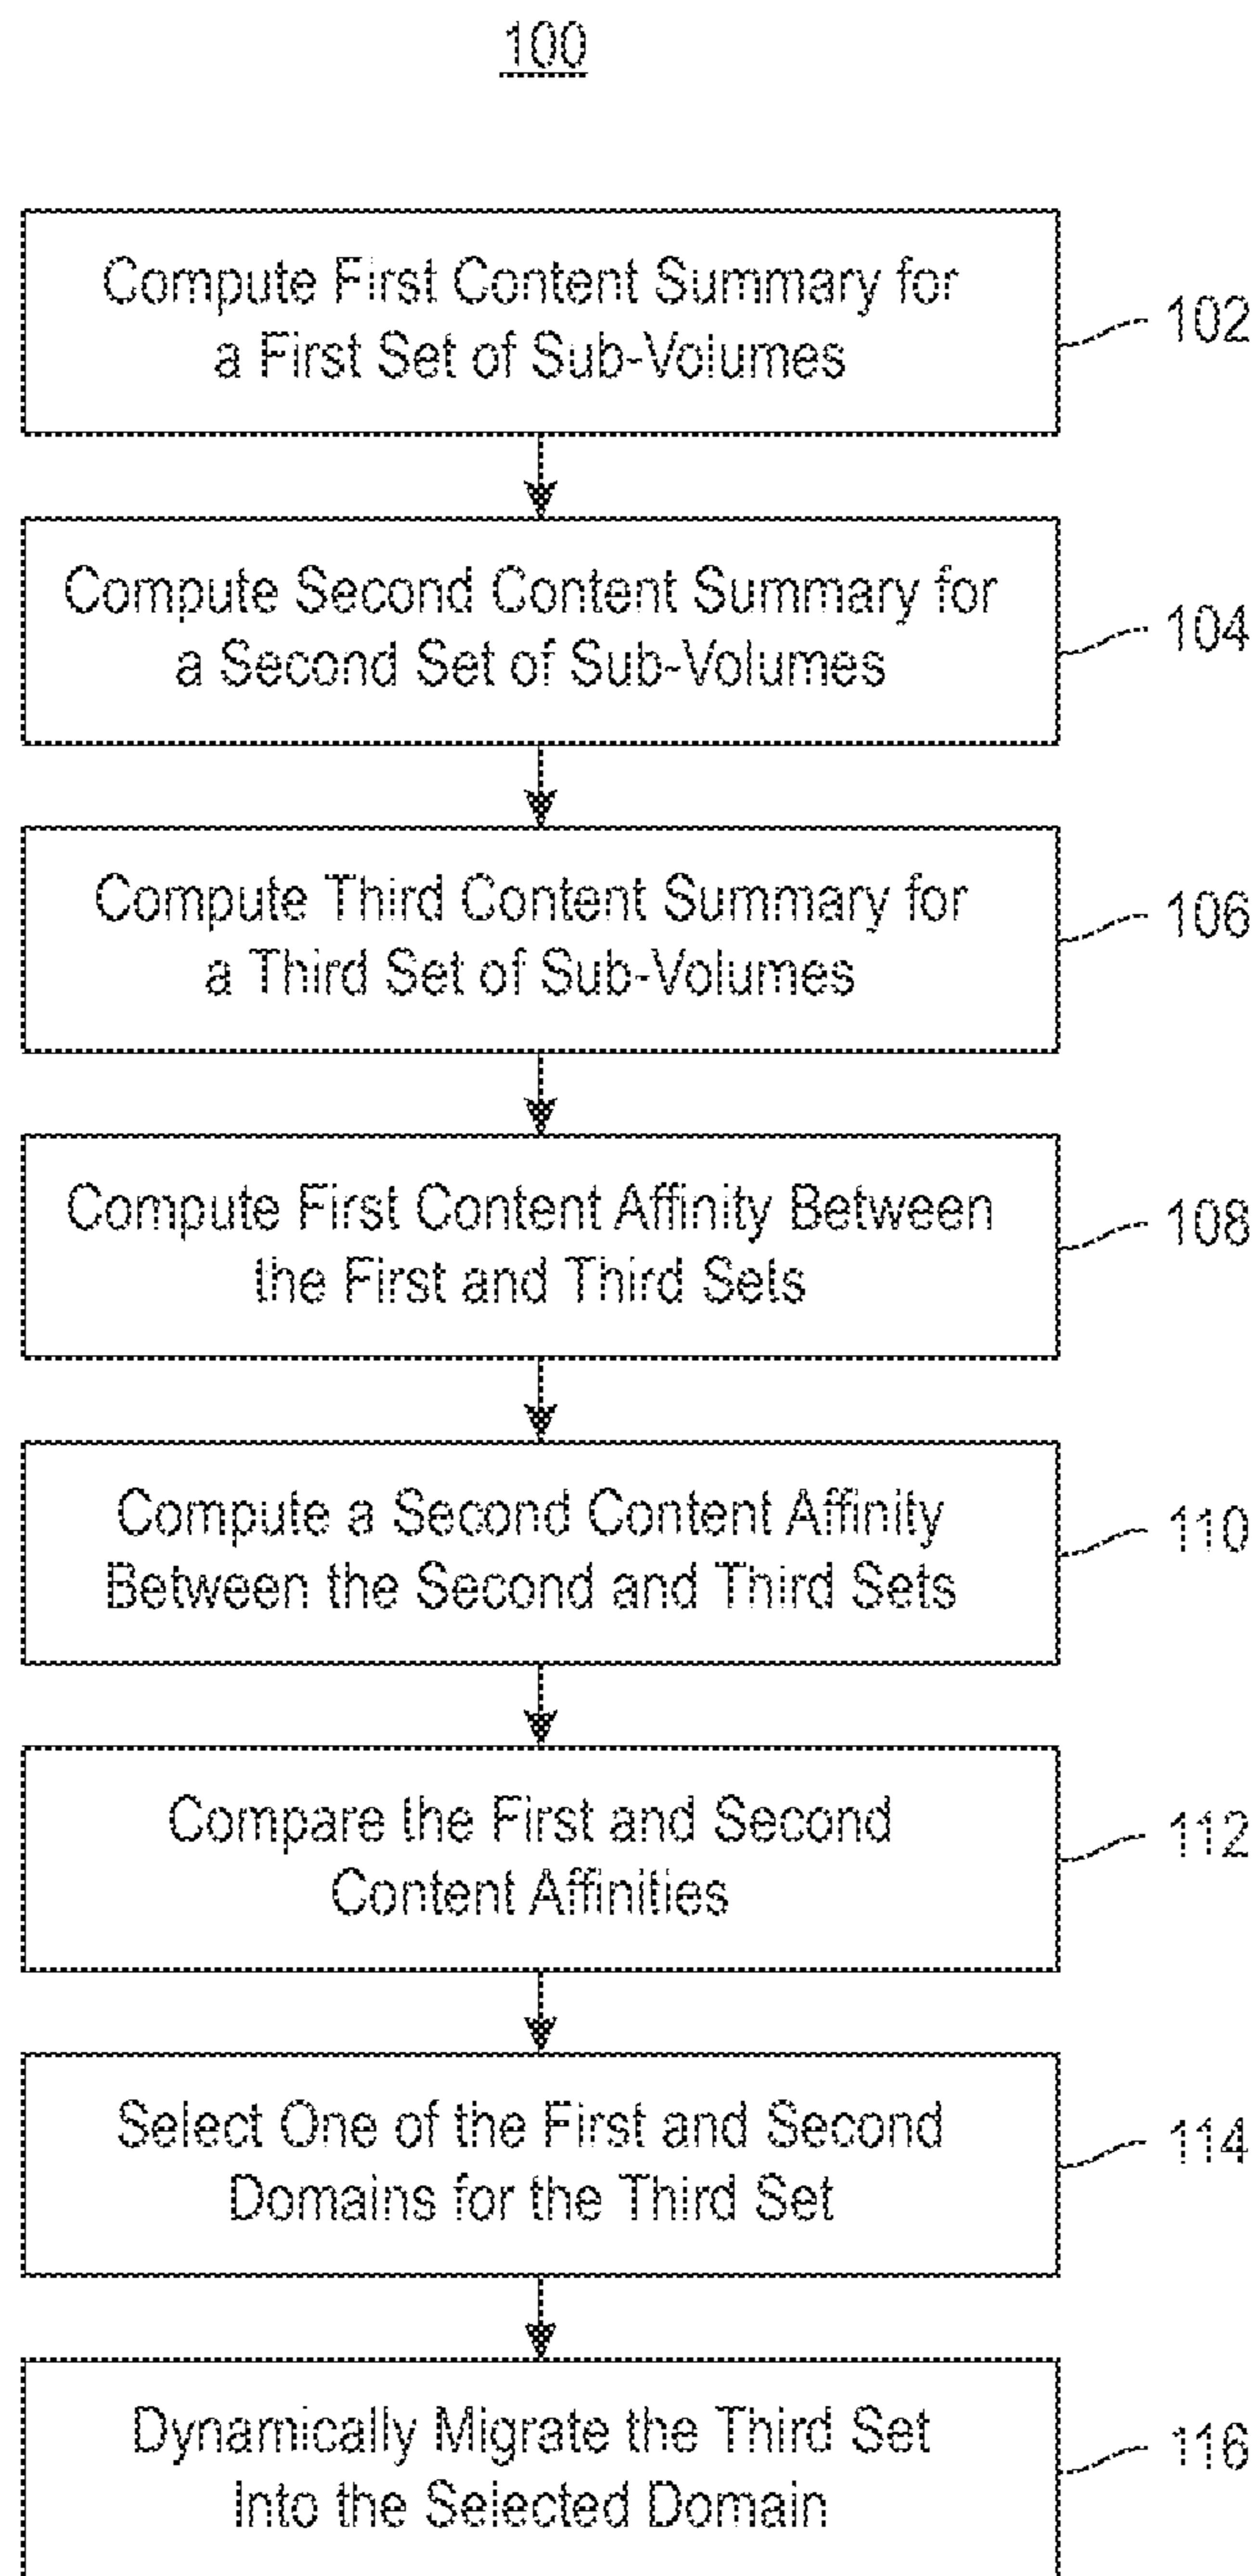 100
Compute First Content Summary for
a First Set of Sub-Volumes
102
Compute Second Content Summary for
a Second Set of Sub-Volumes
104
Compute Third Content Summary for
a Third Set of Sub-Volumes
106
Compute First Content Affinity Between
the First and Third Sets
108
Compute a Second Content Affinity
Between the Second and Third Sets
110
Compare the First and Second
Content Affinities
112
Select One of the First and Second
Domains for the Third Set
114
Dynamically Migrate the Third Set
Into the Selected Domain
116